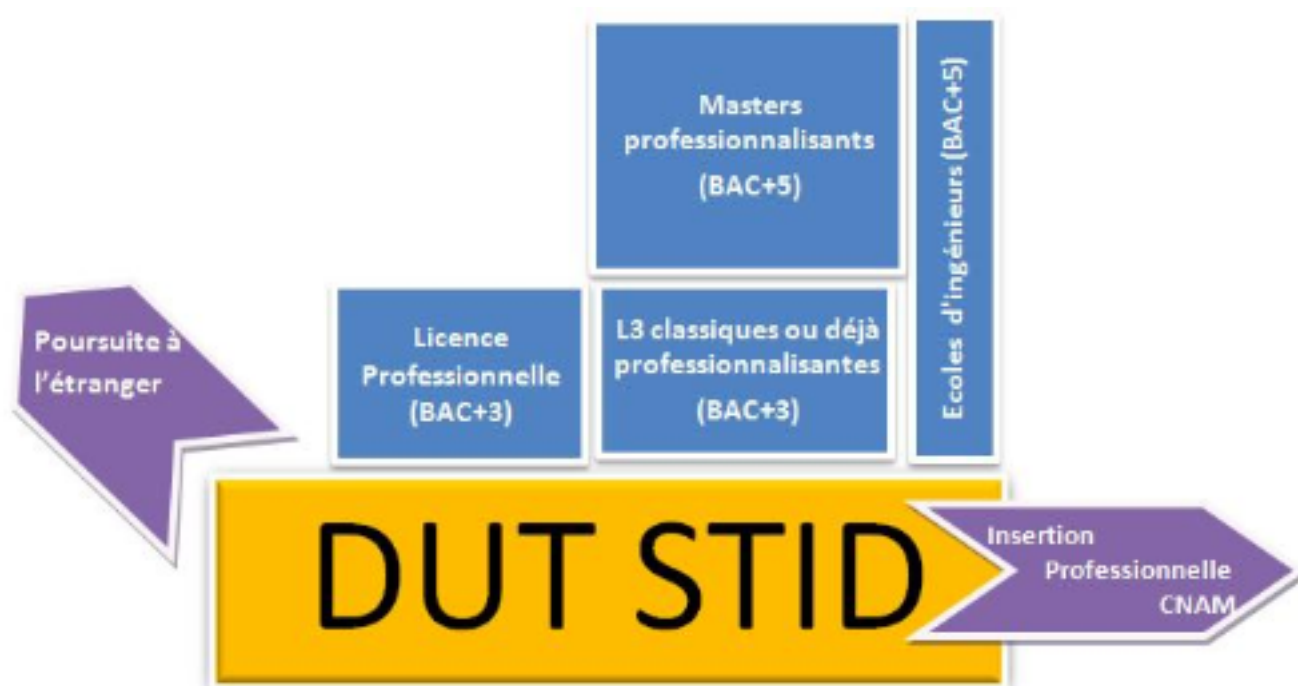 Masters
professionnalisants
(BAC+5)
Ecoles d'ingénieurs (BAC+5)
Poursuite à
l'étranger
Licence
Professionnelle
(BAC+3)
L3 classiques ou déjà
professionnalisantes
(BAC+3)
DUT STID
Insertion
Professionnelle
CNAM